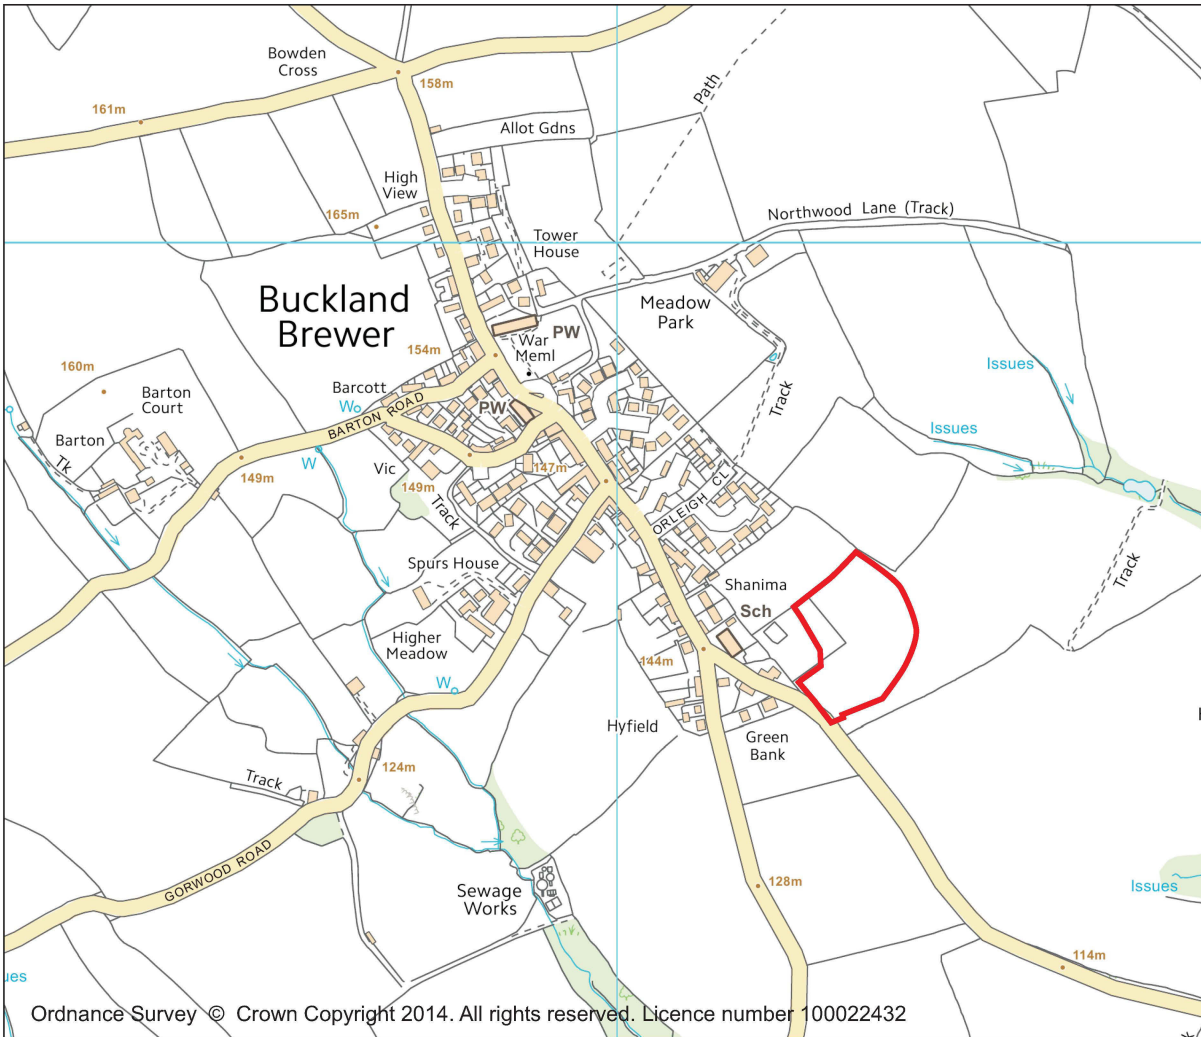 Bowden
Cross
158m
161m
Path
Allot Gdns
High
View
165m
Northwood Lane (Track)
Tower
House
Buckland
Brewer
Meadow
Park
PW
War
Meml
154m
160m
Issues
Barton
Court
Barcott
W
BARTON ROAD
PW
Track
Issues
Barton
Tk
W
149m
Vic
149m
147m
Track
ORLEIGH CL
Spurs House
Shanima
Sch
Track
Higher
Meadow
144m
W
Hyfield
Green
Bank
124m
Track
GORWOOD ROAD
Sewage
Works
128m
Issues
114m
ues
Ordnance Survey © Crown Copyright 2014. All rights reserved. Licence number 100022432